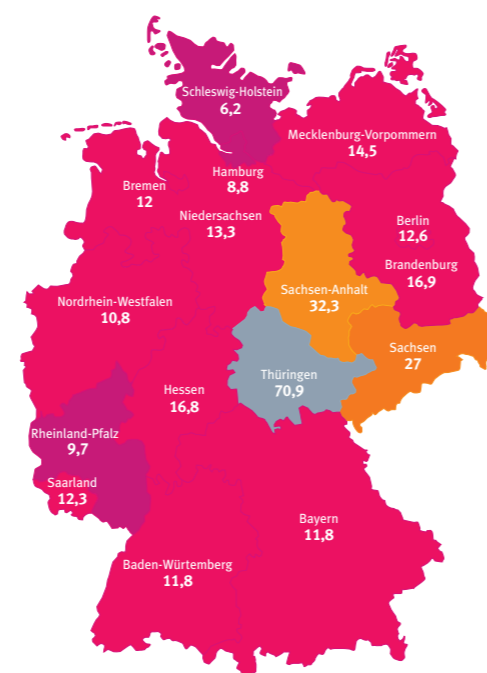 Schleswig-Holstein
6,2
Mecklenburg-Vorpommern
14,5
Hamburg
8,8
Bremen
12
Niedersachsen
13,3
Berlin
12,6
Brandenburg
16,9
Sachsen-Anhalt
32,3
Nordrhein-Westfalen
10,8
Sachsen
27
Thüringen
70,9
Hessen
16,8
Rheinland-Pfalz
9,7
Saarland
12,3
Bayern
11,8
Baden-Würtemberg
11,8